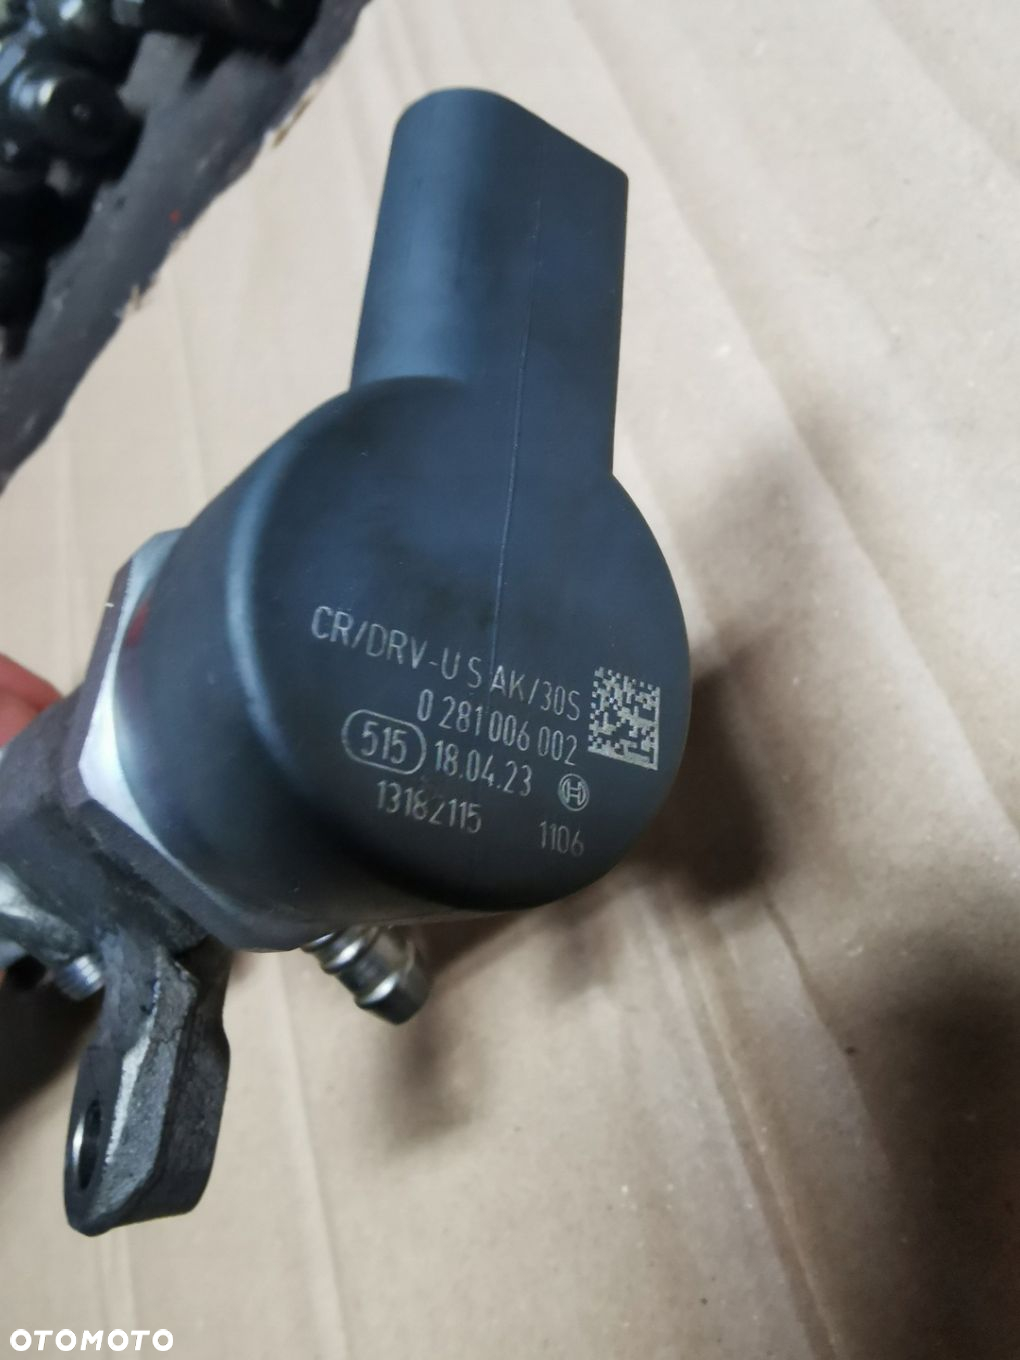 CR/DRV-U S AK/30S
0 281 006 002
515 18.04.23
13182115 1106
OTOMOTO